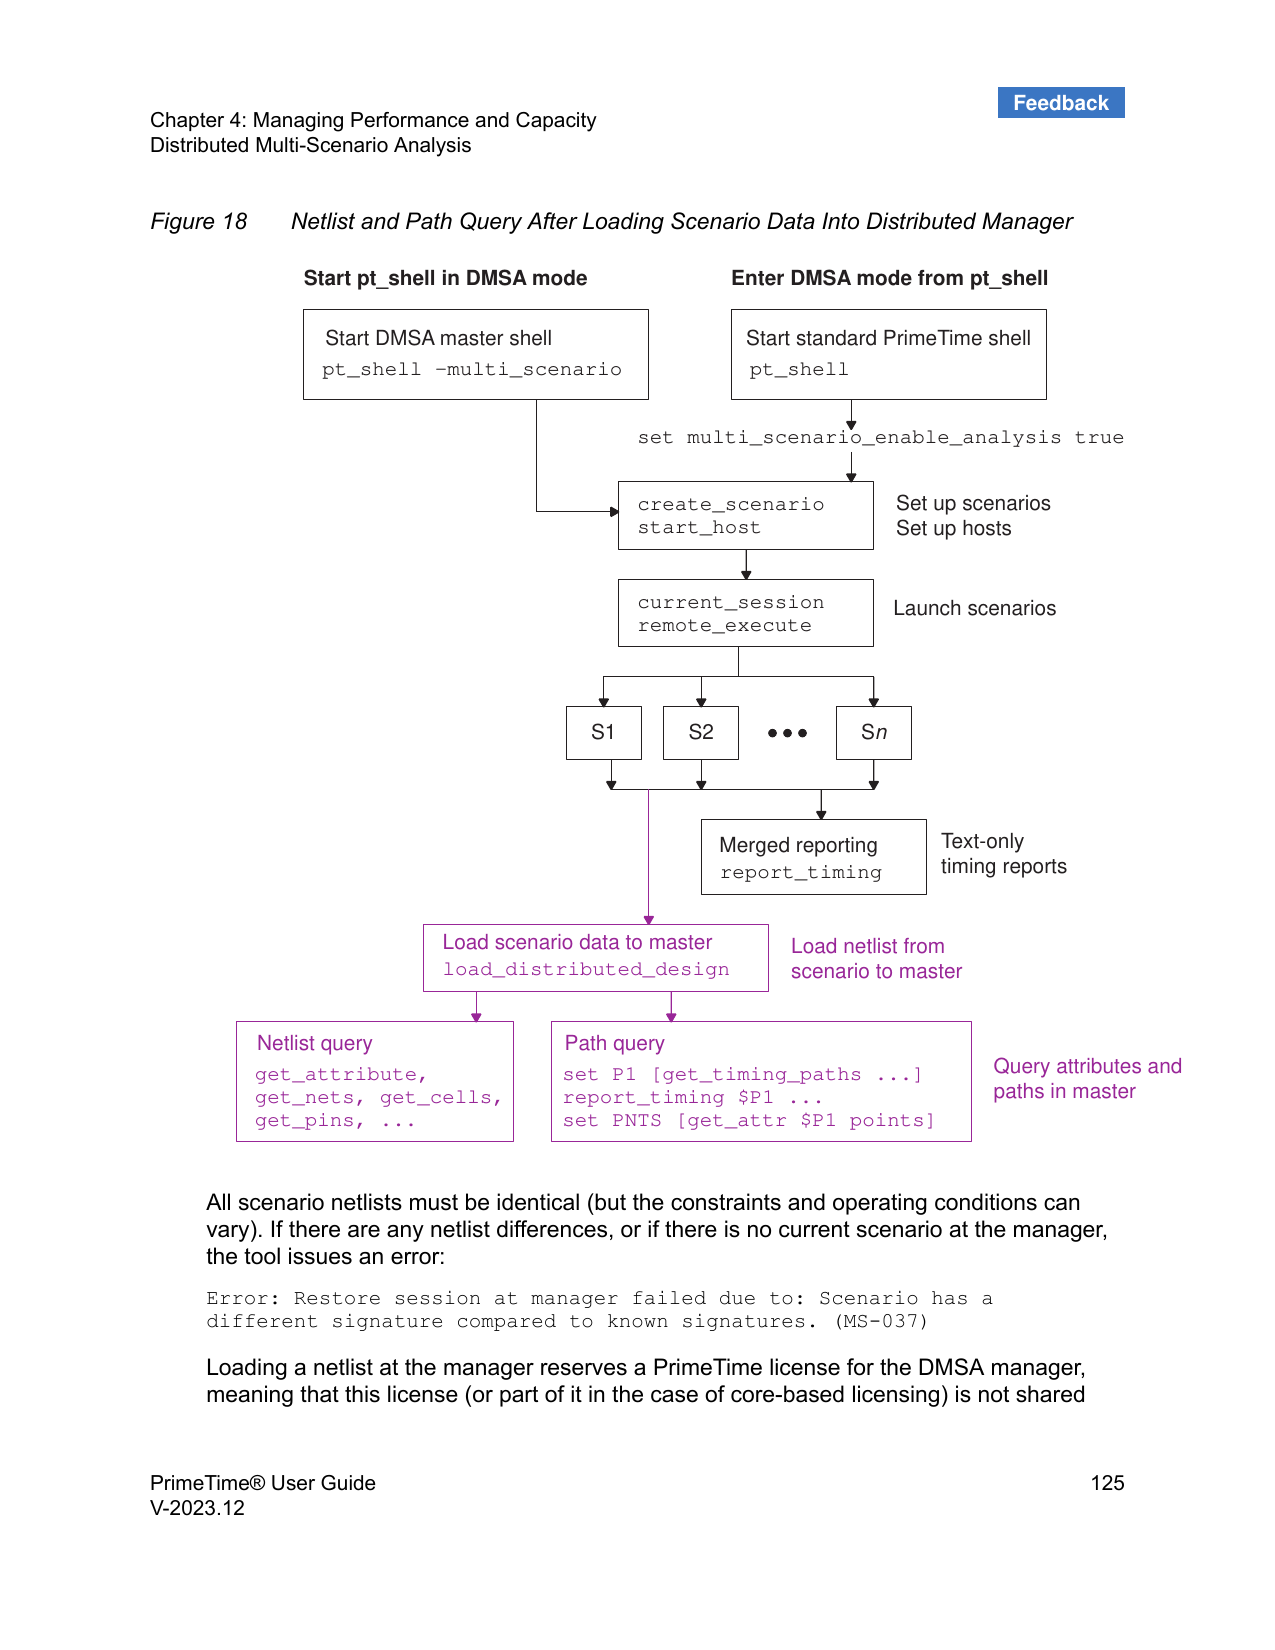 Feedback
Chapter 4: Managing Performance and Capacity
Distributed Multi-Scenario Analysis
Figure 18 Netlist and Path Query After Loading Scenario Data Into Distributed Manager
Start pt_shell in DMSA mode
Enter DMSA mode from pt_shell
Start DMSA master shell
pt_shell -multi_scenario
Start standard PrimeTime shell
pt_shell
set multi_scenario_enable_analysis true
create_scenario
start_host
Set up scenarios
Set up hosts
current_session
remote_execute
Launch scenarios
S1
S2
•••
Sn
Merged reporting
report_timing
Text-only
timing reports
Load scenario data to master
load_distributed_design
Load netlist from
scenario to master
Netlist query
get_attribute,
get_nets, get_cells,
get_pins, ...
Path query
set P1 [get_timing_paths ...]
report_timing $P1 ...
set PNTS [get_attr $P1 points]
Query attributes and
paths in master
All scenario netlists must be identical (but the constraints and operating conditions can
vary). If there are any netlist differences, or if there is no current scenario at the manager,
the tool issues an error:
Error: Restore session at manager failed due to: Scenario has a
different signature compared to known signatures. (MS-037)
Loading a netlist at the manager reserves a PrimeTime license for the DMSA manager,
meaning that this license (or part of it in the case of core-based licensing) is not shared
PrimeTime® User Guide
V-2023.12
125